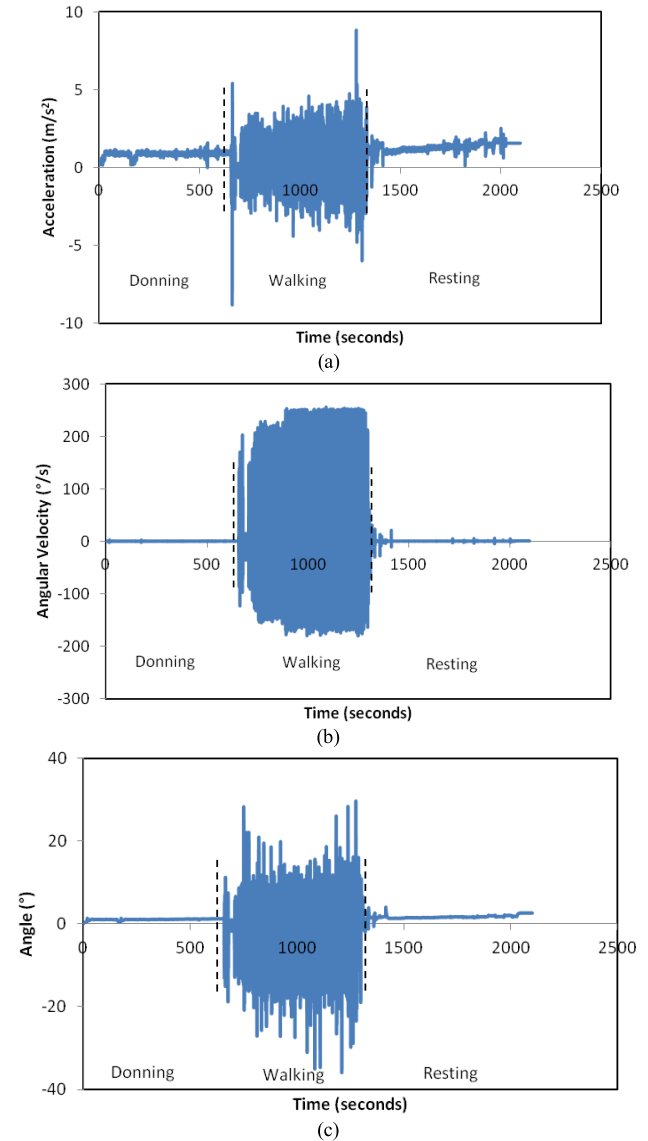 10
5
0
-5
-10
0 500 1000 1500 2000 2500
Acceleration (m/s²)
Donning Walking Resting
Time (seconds)
(a)
300
200
100
0
-100
-200
-300
0 500 1000 1500 2000 2500
Angular Velocity (°/s)
Donning Walking Resting
Time (seconds)
(b)
40
20
0
-20
-40
0 500 1000 1500 2000 2500
Angle (°)
Donning Walking Resting
Time (seconds)
(c)